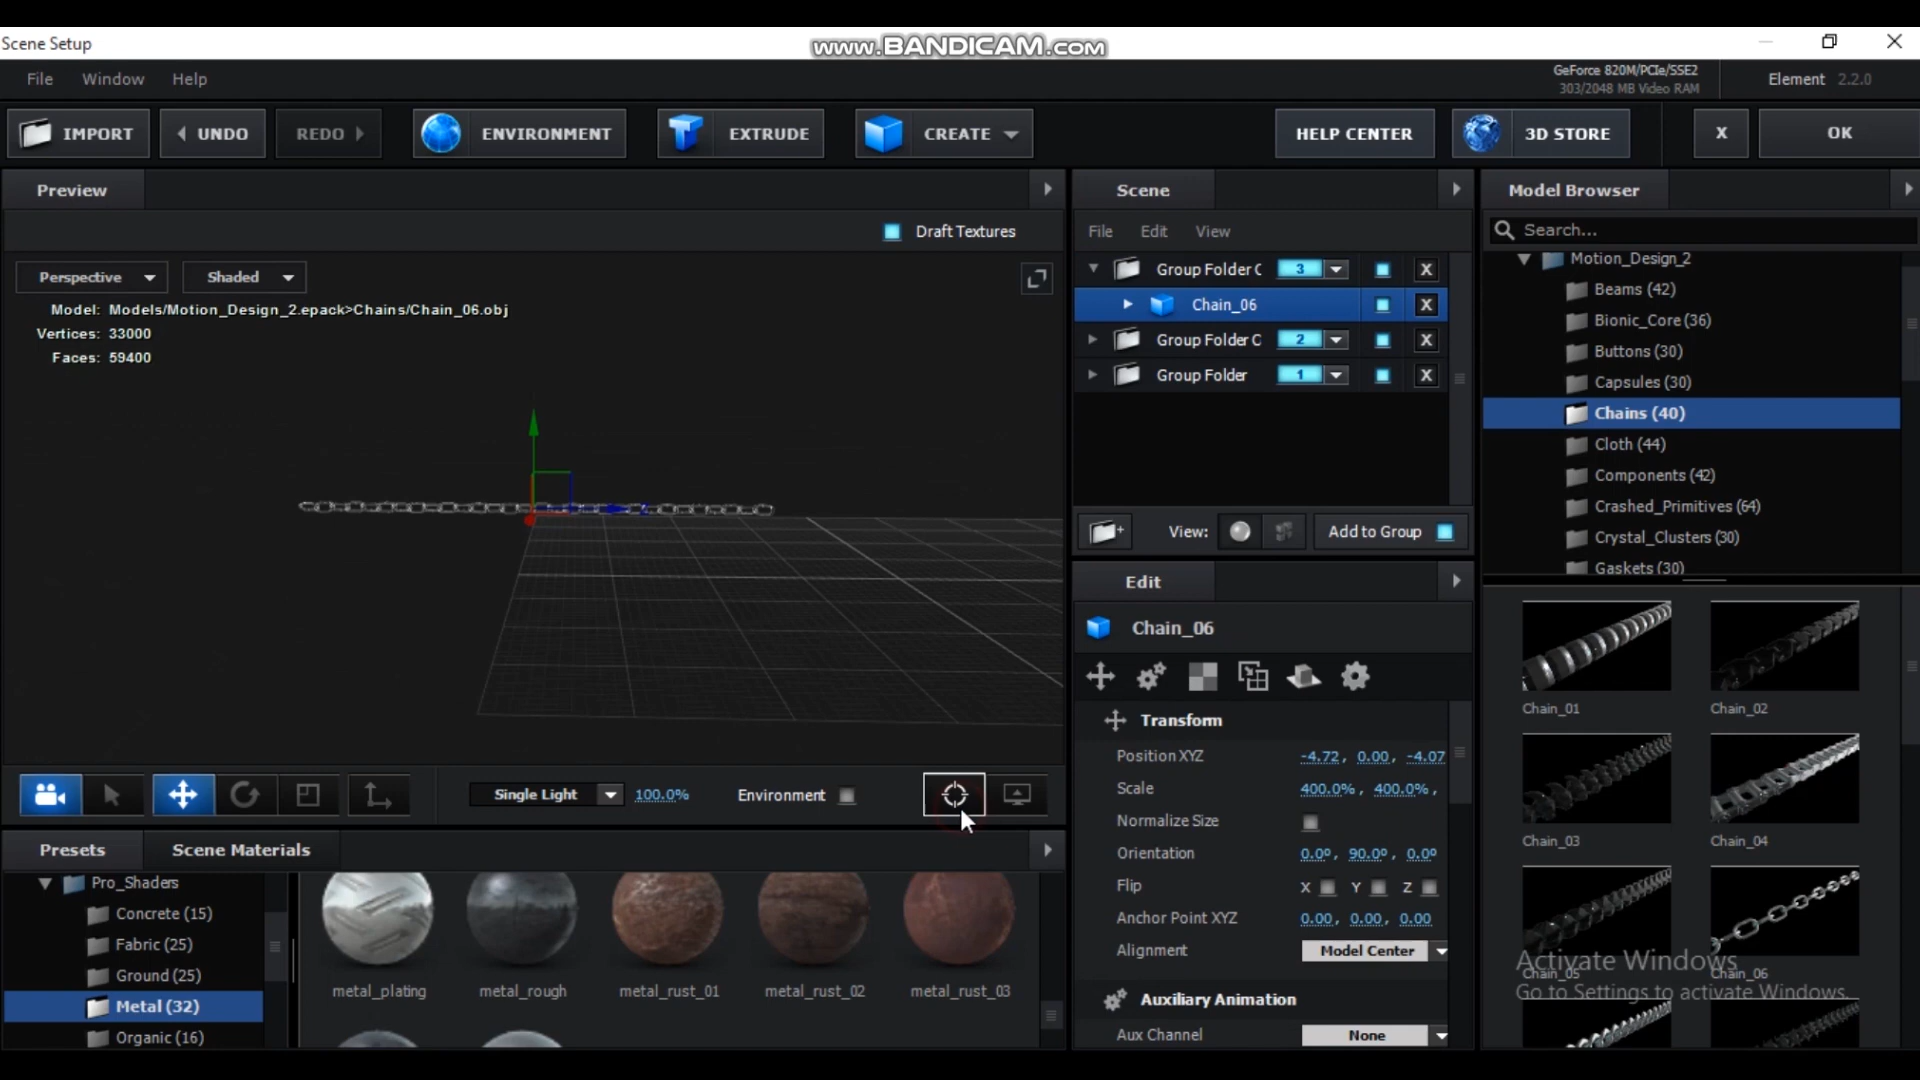 Scene Setup
www.BANDICAM.com
File Window Help
GeForce 820M/PCIe/SSE2
303/2048 MB Video RAM
Element 2.2.0
IMPORT UNDO REDO ENVIRONMENT EXTRUDE CREATE HELP CENTER 3D STORE X OK
Preview
Draft Textures
Perspective Shaded
Model: Models/Motion_Design_2.epack>Chains/Chain_06.obj
Vertices: 33000
Faces: 59400
Single Light 100.0% Environment
Presets Scene Materials
Pro_Shaders
Concrete (15)
Fabric (25)
Ground (25)
Metal (32)
Organic (16)
metal_plating metal_rough metal_rust_01 metal_rust_02 metal_rust_03
Scene
File Edit View
Group Folder C 3 X
Chain_06 X
Group Folder C 2 X
Group Folder 1 X
View: Add to Group
Edit
Chain_06
Transform
Position XYZ -4.72, 0.00, -4.07
Scale 400.0%, 400.0%,
Normalize Size
Orientation 0.0º, 90.0º, 0.0º
Flip X Y Z
Anchor Point XYZ 0.00, 0.00, 0.00
Alignment Model Center
Auxiliary Animation
Aux Channel None
Model Browser
Search...
Motion_Design_2
Beams (42)
Bionic_Core (36)
Buttons (30)
Capsules (30)
Chains (40)
Cloth (44)
Components (42)
Crashed_Primitives (64)
Crystal_Clusters (30)
Gaskets (30)
Chain_01 Chain_02
Chain_03 Chain_04
Chain_05 Chain_06
Activate Windows
Go to Settings to activate Windows.